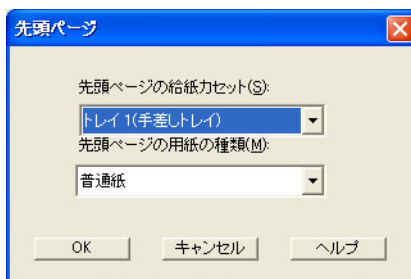 先頭ページ
先頭ページの給紙カセット(S):
トレイ 1(手差しトレイ)
先頭ページの用紙の種類(M):
普通紙
OK キャンセル ヘルプ